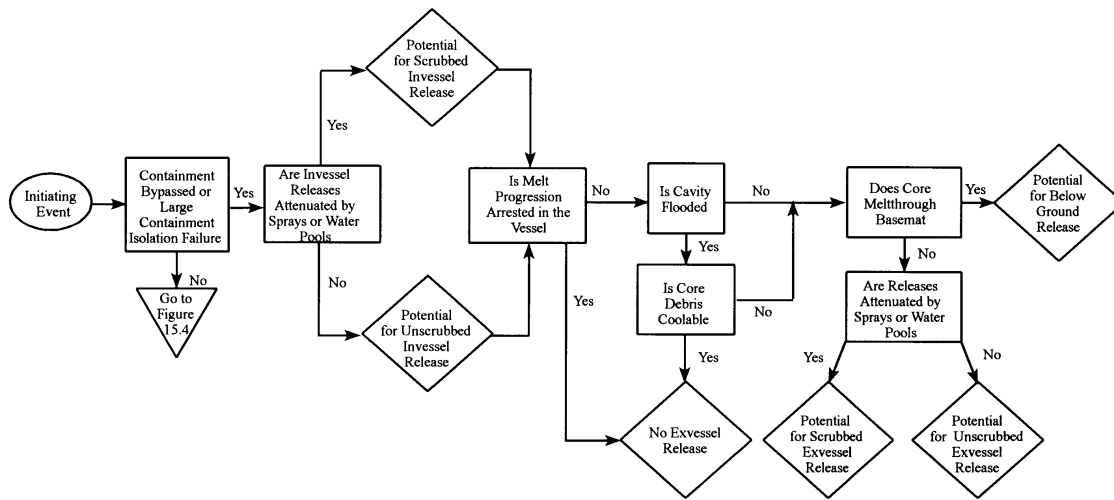 Initiating
Event
Containment
Bypassed or
Large
Containment
Isolation Failure
Yes
No
Go to
Figure
15.4
Are Invessel
Releases
Attenuated by
Sprays or Water
Pools
Yes
No
Potential
for Scrubbed
Invessel
Release
Potential
for Unscrubbed
Invessel
Release
Is Melt
Progression
Arrested in the
Vessel
No
Yes
Is Cavity
Flooded
No
Yes
Is Core
Debris
Coolable
No
Yes
No Exvessel
Release
Does Core
Meltthrough
Basemat
Yes
No
Potential
for Below
Ground
Release
Are Releases
Attenuated by
Sprays or Water
Pools
Yes
No
Potential
for Scrubbed
Exvessel
Release
Potential
for Unscrubbed
Exvessel
Release